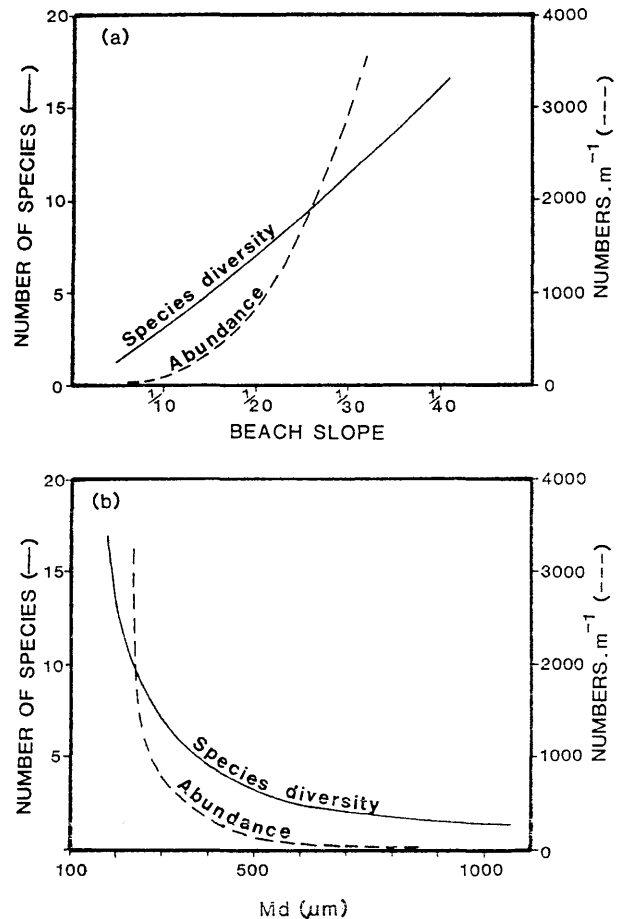 (a)
NUMBER OF SPECIES (—)
20
15
10
5
0
Species diversity
Abundance
4000
3000
2000
1000
0
NUMBERS.m⁻¹ (---)
1/10 1/20 1/30 1/40
BEACH SLOPE
(b)
NUMBER OF SPECIES (—)
20
15
10
5
Species diversity
Abundance
4000
3000
2000
1000
0
NUMBERS.m⁻¹ (---)
100 500 1000
Md (µm)